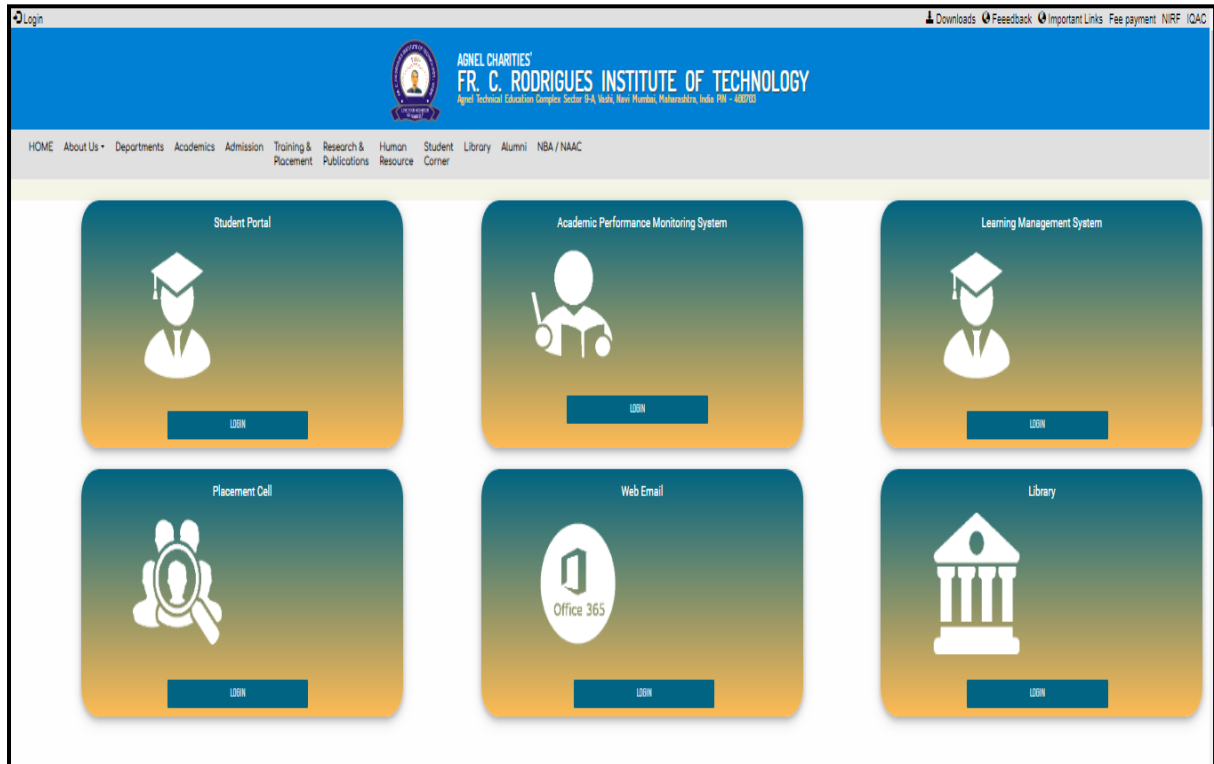 Login
Downloads Feeedback Important Links Fee payment NIRF IQAC
AGNEL CHARITIES'
FR. C. RODRIGUES INSTITUTE OF TECHNOLOGY
Agnel Technical Education Complex Sector 9-A, Vashi, Navi Mumbai, Maharashtra, India PIN - 400703
HOME About Us Departments Academics Admission Training & Placement Research & Publications Human Resource Student Corner Library Alumni NBA / NAAC
Student Portal
Academic Performance Monitoring System
Learning Management System
LOGIN
LOGIN
LOGIN
Placement Cell
Web Email
Library
Office 365
LOGIN
LOGIN
LOGIN